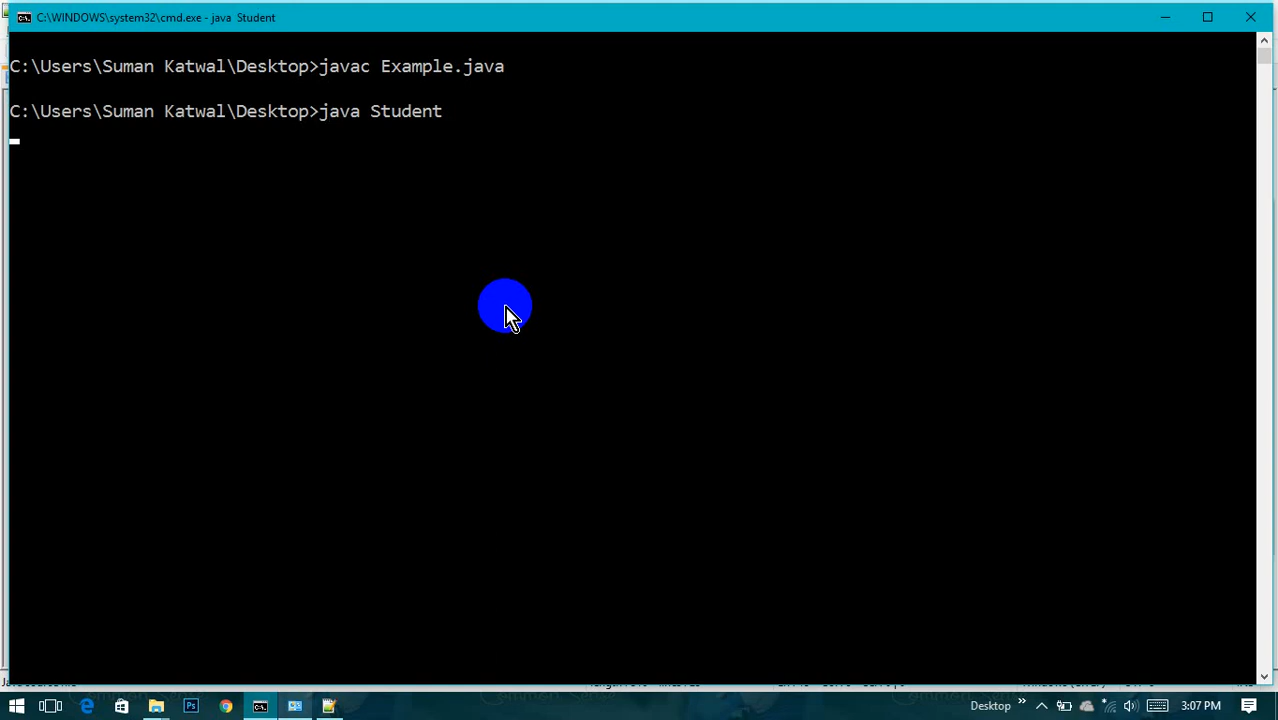 C:\WINDOWS\system32\cmd.exe - java Student
C:\Users\Suman Katwal\Desktop>javac Example.java
C:\Users\Suman Katwal\Desktop>java Student
Ps
Desktop
3:07 PM